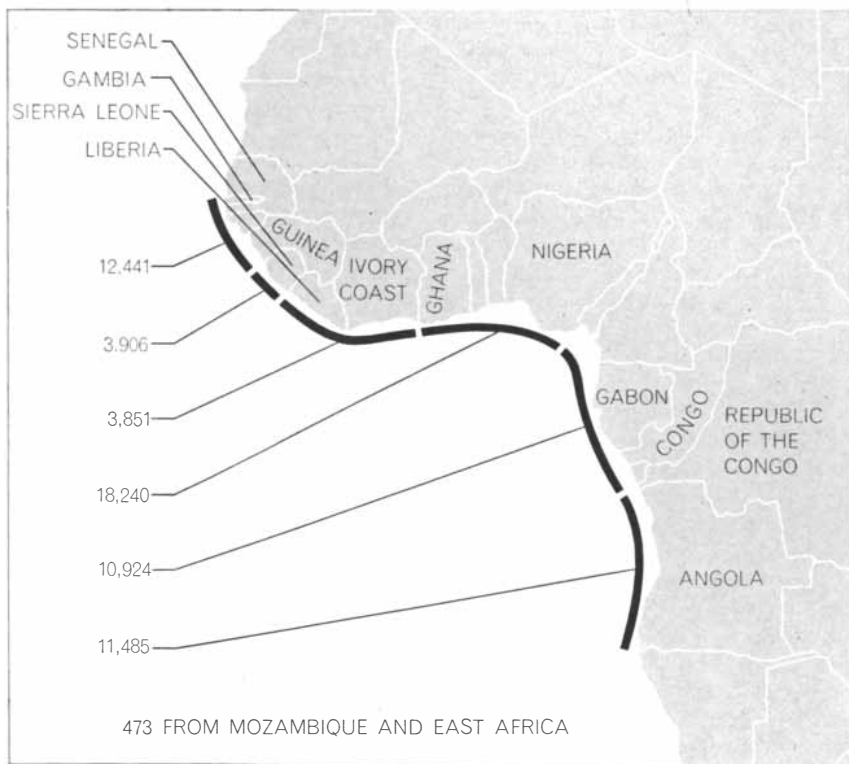 SENEGAL
GAMBIA
SIERRA LEONE
LIBERIA
GUINEA
IVORY
COAST
GHANA
NIGERIA
12,441
3.906
3,851
GABON
CONGO
REPUBLIC
OF THE
CONGO
18,240
10,924
ANGOLA
11,485
473 FROM MOZAMBIQUE AND EAST AFRICA